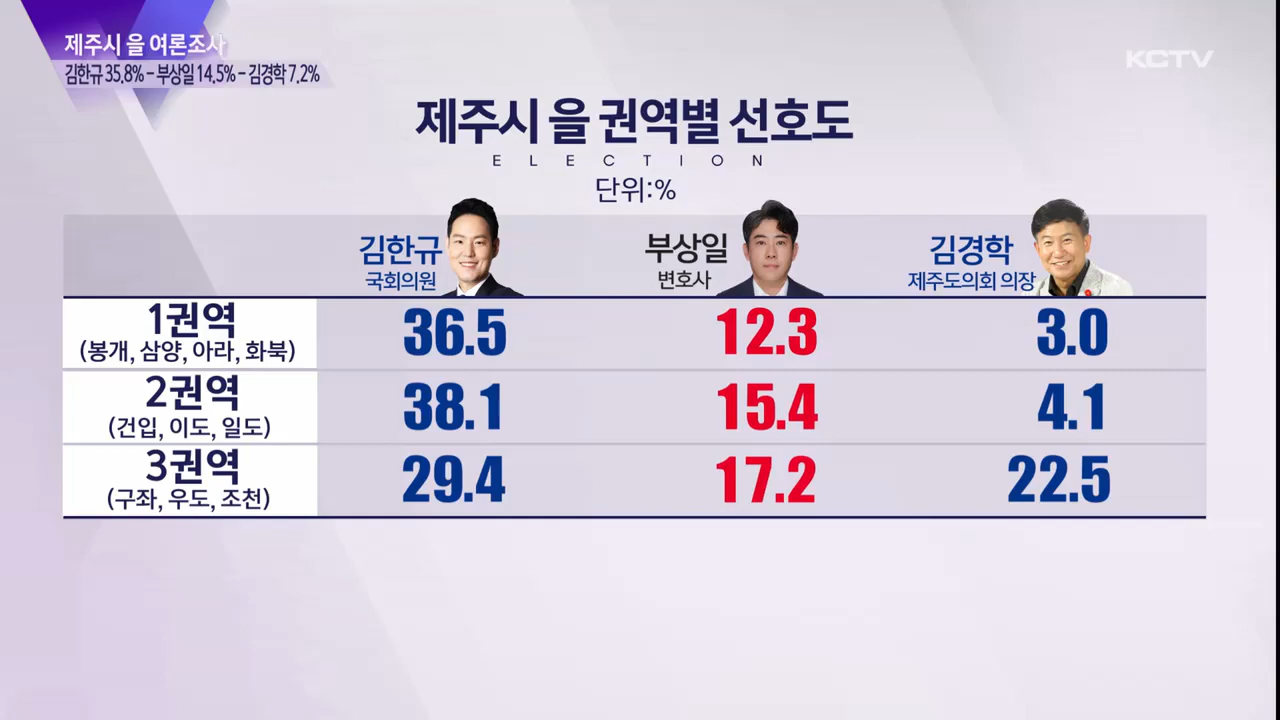 제주시 을 여론조사
김한규 35.8% – 부상일 14.5% – 김경학 7.2%
KCTV
제주시 을 권역별 선호도
ELECTION
단위:%
김한규 부상일 김경학
국회의원 변호사 제주도의회 의장
1권역 36.5 12.3 3.0
(봉개, 삼양, 아라, 화북)
2권역 38.1 15.4 4.1
(건입, 이도, 일도)
3권역 29.4 17.2 22.5
(구좌, 우도, 조천)